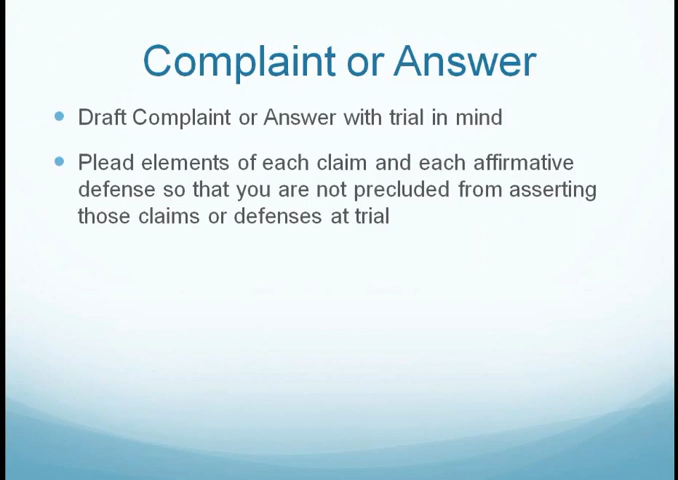 Complaint or Answer
Draft Complaint or Answer with trial in mind
Plead elements of each claim and each affirmative
defense so that you are not precluded from asserting
those claims or defenses at trial